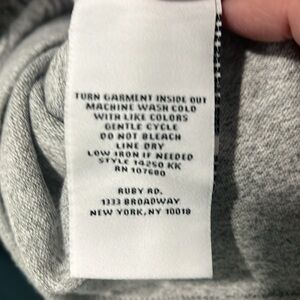 TURN GARMENT INSIDE OUT
MACHINE WASH COLD
WITH LIKE COLORS
GENTLE CYCLE
DO NOT BLEACH
LINE DRY
LOW IRON IF NEEDED
STYLE 14250 KK
RN 107680
RUBY RD.
1333 BROADWAY
NEW YORK, NY 10018